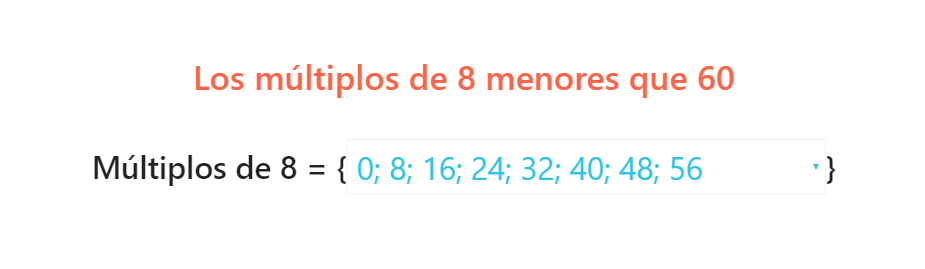 Los múltiplos de 8 menores que 60
Múltiplos de 8 = {0; 8; 16; 24; 32; 40; 48; 56}